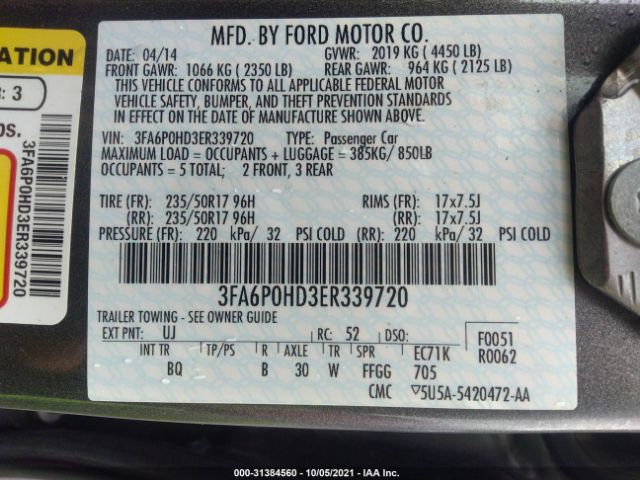 MFD. BY FORD MOTOR CO.
DATE: 04/14 GVWR: 2019 KG ( 4450 LB)
FRONT GAWR: 1066 KG ( 2350 LB) REAR GAWR: 964 KG ( 2125 LB)
THIS VEHICLE CONFORMS TO ALL APPLICABLE FEDERAL MOTOR
VEHICLE SAFETY, BUMPER, AND THEFT PREVENTION STANDARDS
IN EFFECT ON THE DATE OF MANUFACTURE SHOWN ABOVE.
VIN: 3FA6P0HD3ER339720 TYPE: Passenger Car
MAXIMUM LOAD = OCCUPANTS + LUGGAGE = 385KG/ 850LB
OCCUPANTS = 5 TOTAL; 2 FRONT, 3 REAR
TIRE (FR): 235/50R17 96H RIMS (FR): 17x7.5J
(RR): 235/50R17 96H (RR): 17x7.5J
PRESSURE (FR): 220 kPa/ 32 PSI COLD (RR): 220 kPa/ 32 PSI COLD
3FA6P0HD3ER339720
TRAILER TOWING - SEE OWNER GUIDE
EXT PNT: UJ RC: 52 DSO: F0051
R0062
INT TR TP/PS R AXLE TR SPR EC71K
BQ B 30 W FFGG 705
CMC ▽5U5A-5420472-AA
3
3FA6P0HD3ER339720
000-31384560 - 10/05/2021 - IAA Inc.